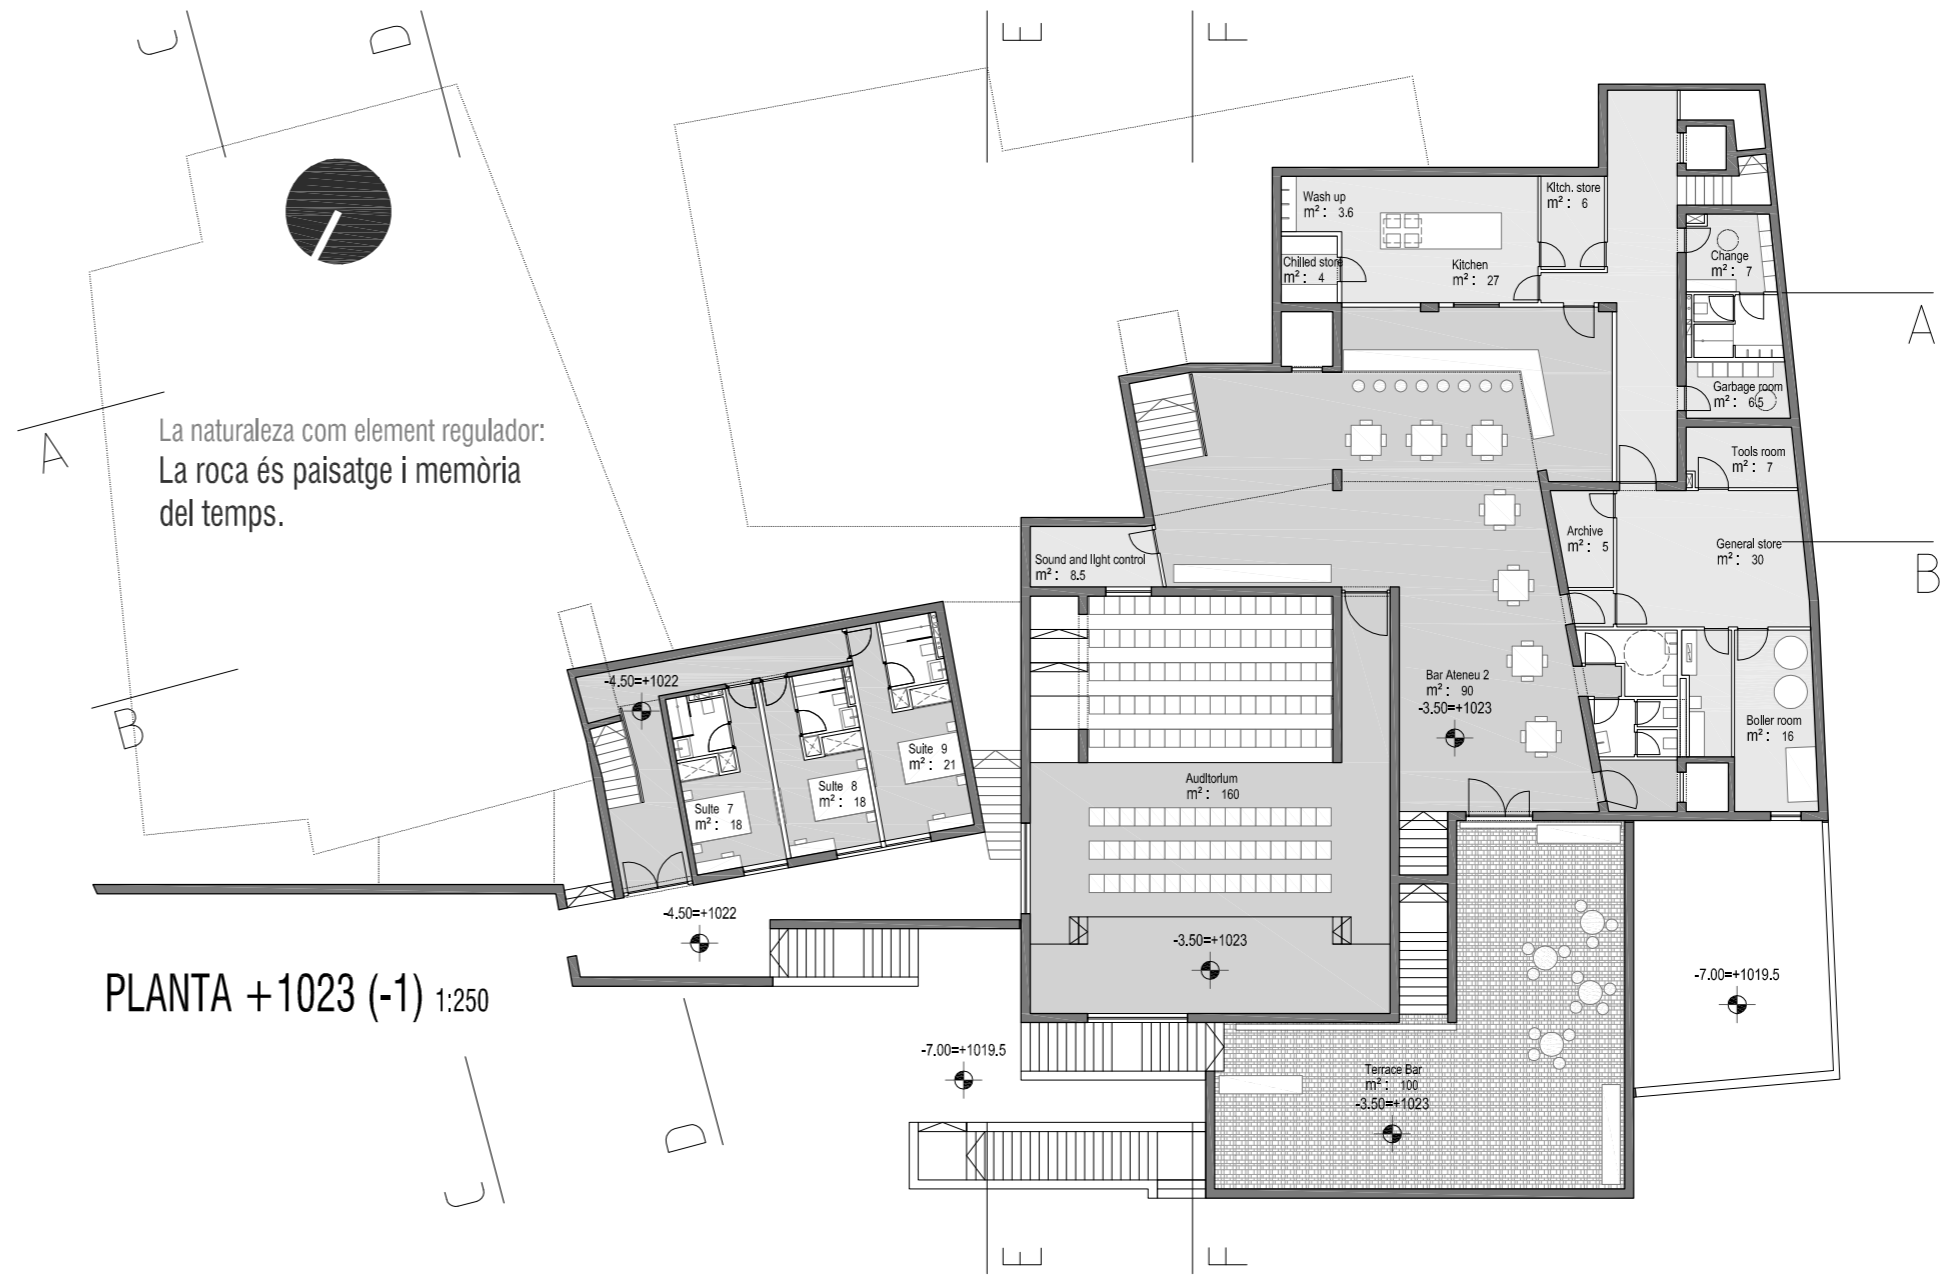 C
D
E
F
Wash up
m²: 3.6
Kitch. store
m²: 6
Chilled store
m²: 4
Kitchen
m²: 27
Change
m²: 7
A
Garbage room
m²: 6.5
A
La naturaleza com element regulador:
La roca és paisatge i memòria
del temps.
Tools room
m²: 7
Archive
m²: 5
General store
m²: 30
B
Sound and light control
m²: 8.5
-4.50=+1022
B
Bar Ateneu 2
m²: 90
-3.50=+1023
Boiler room
m²: 16
Suite 9
m²: 21
Suite 8
m²: 18
Suite 7
m²: 18
Auditorium
m²: 160
-4.50=+1022
-3.50=+1023
-7.00=+1019.5
PLANTA +1023 (-1) 1:250
-7.00=+1019.5
Terrace Bar
m²: 100
-3.50=+1023
D
C
E
F